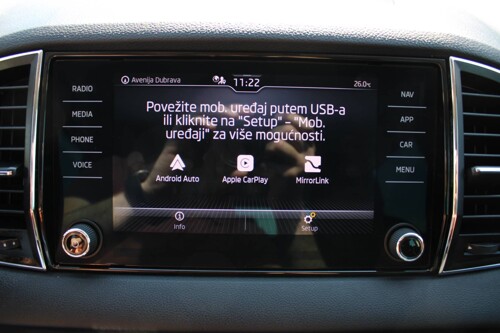 Avenija Dubrava
11:22
26.0°C
RADIO
MEDIA
PHONE
VOICE
NAV
APP
CAR
MENU
Povežite mob. uređaj putem USB-a
ili kliknite na "Setup" - "Mob.
uređaji" za više mogućnosti.
Android Auto
Apple CarPlay
MirrorLink
Info
Setup